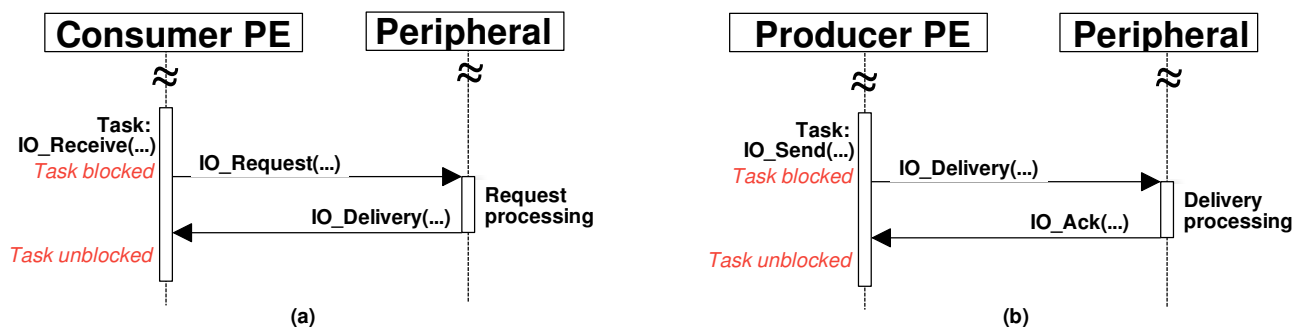 Consumer PE
Peripheral
Task:
IO_Receive(...)
Task blocked
IO_Request(...)
Request
processing
IO_Delivery(...)
Task unblocked
(a)
Producer PE
Peripheral
Task:
IO_Send(...)
Task blocked
IO_Delivery(...)
Delivery
processing
IO_Ack(...)
Task unblocked
(b)